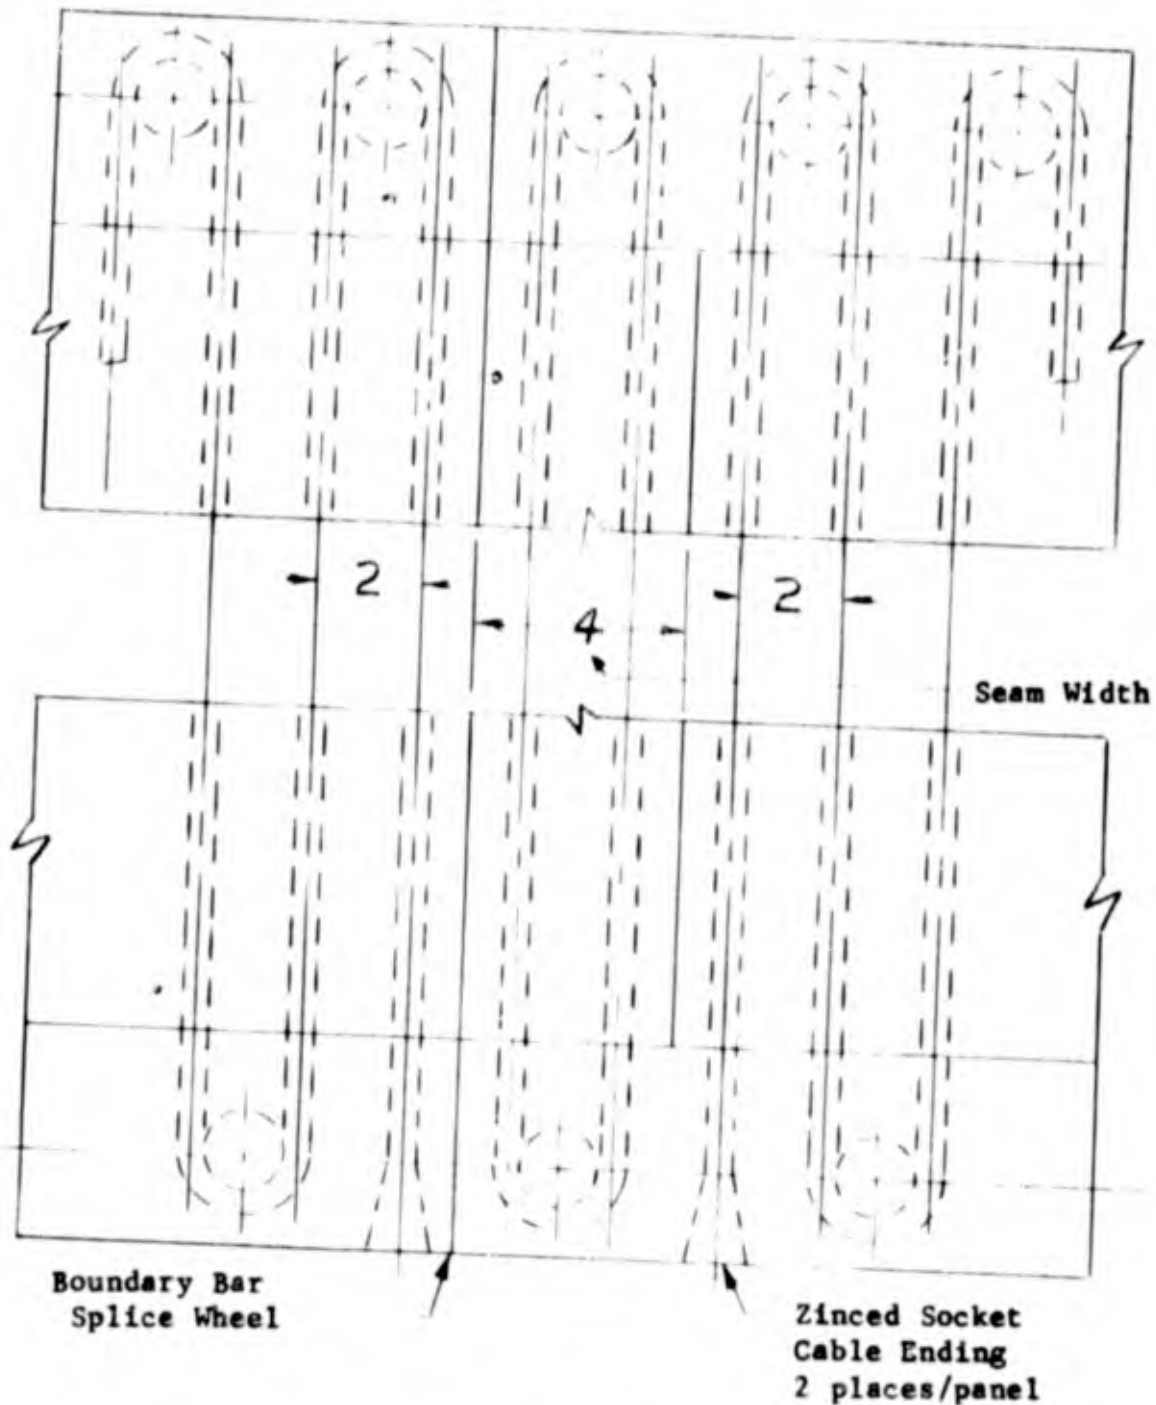 2
4
2
Seam Width
Boundary Bar
Splice Wheel
Zinced Socket
Cable Ending
2 places/panel